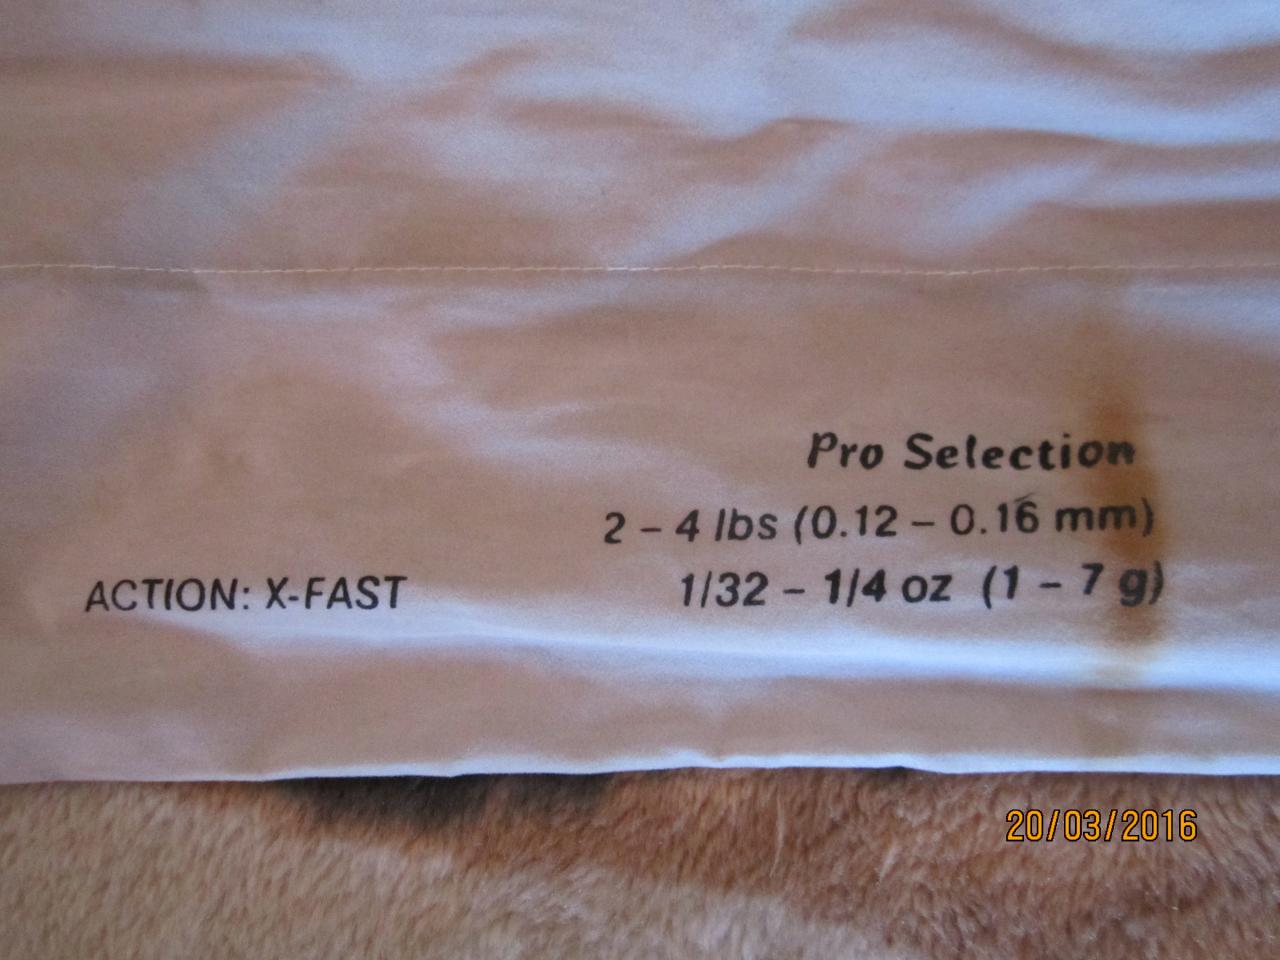 Pro Selection
2 – 4 lbs (0.12 – 0.16 mm)
ACTION: X-FAST 1/32 – 1/4 oz (1 – 7 g)
20/03/2016